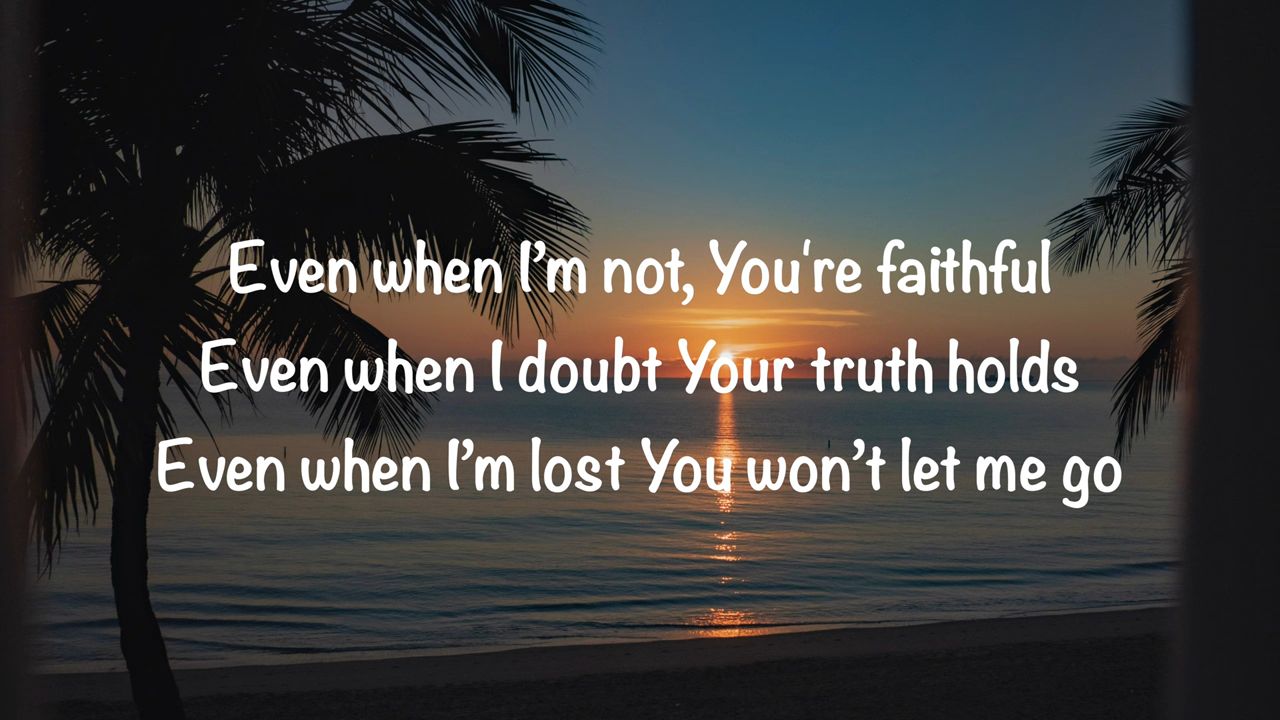 Even when I’m not, You're faithful
Even when I doubt Your truth holds
Even when I’m lost You won’t let me go